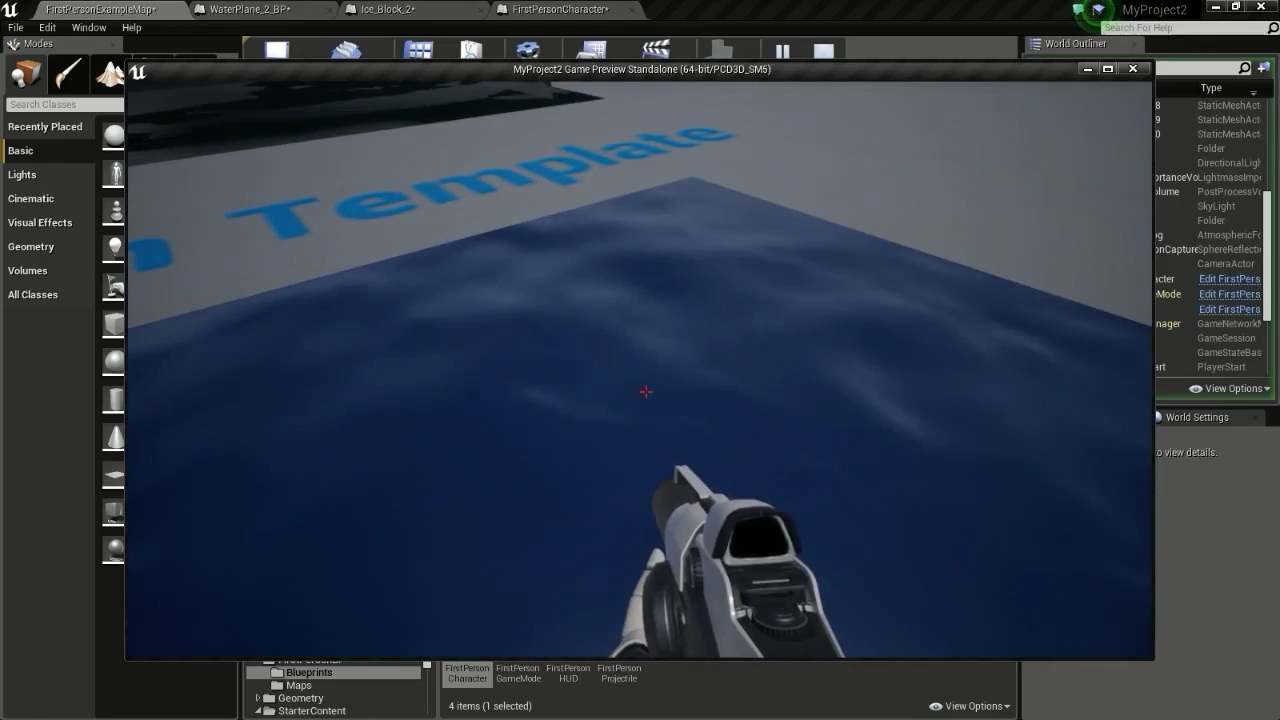 FirstPersonExampleMap*
WaterPlane_2_BP*
Ice_Block_2*
FirstPersonCharacter*
MyProject2
File Edit Window Help
Search For Help
Modes
World Outliner
MyProject2 Game Preview Standalone (64-bit/PCD3D_SM5)
Search Classes
Type
Recently Placed
Basic
Lights
Cinematic
Visual Effects
Geometry
Volumes
All Classes
Template
8 StaticMeshAct
9 StaticMeshAct
0 StaticMeshAct
Folder
DirectionalLigh
LightmassImpo
PostProcessVo
SkyLight
Folder
AtmosphericFo
SphereReflecti
CameraActor
Edit FirstPers
Edit FirstPers
Edit FirstPers
GameNetworkM
GameSession
GameStateBas
PlayerStart
View Options
World Settings
to view details.
Blueprints
Maps
Geometry
StarterContent
FirstPerson Character
FirstPerson GameMode
FirstPerson HUD
FirstPerson Projectile
4 items (1 selected)
View Options